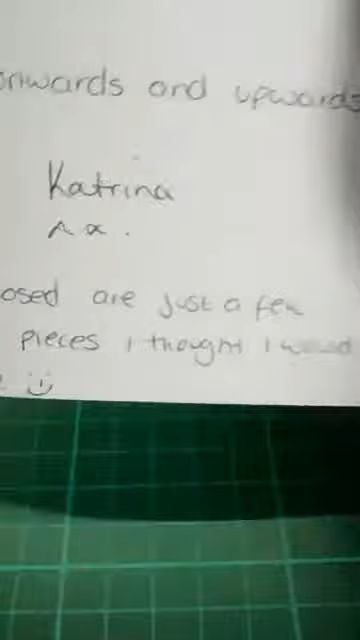 onwards and upwards
Katrina
x .
osed are just a few
pieces i thought i would